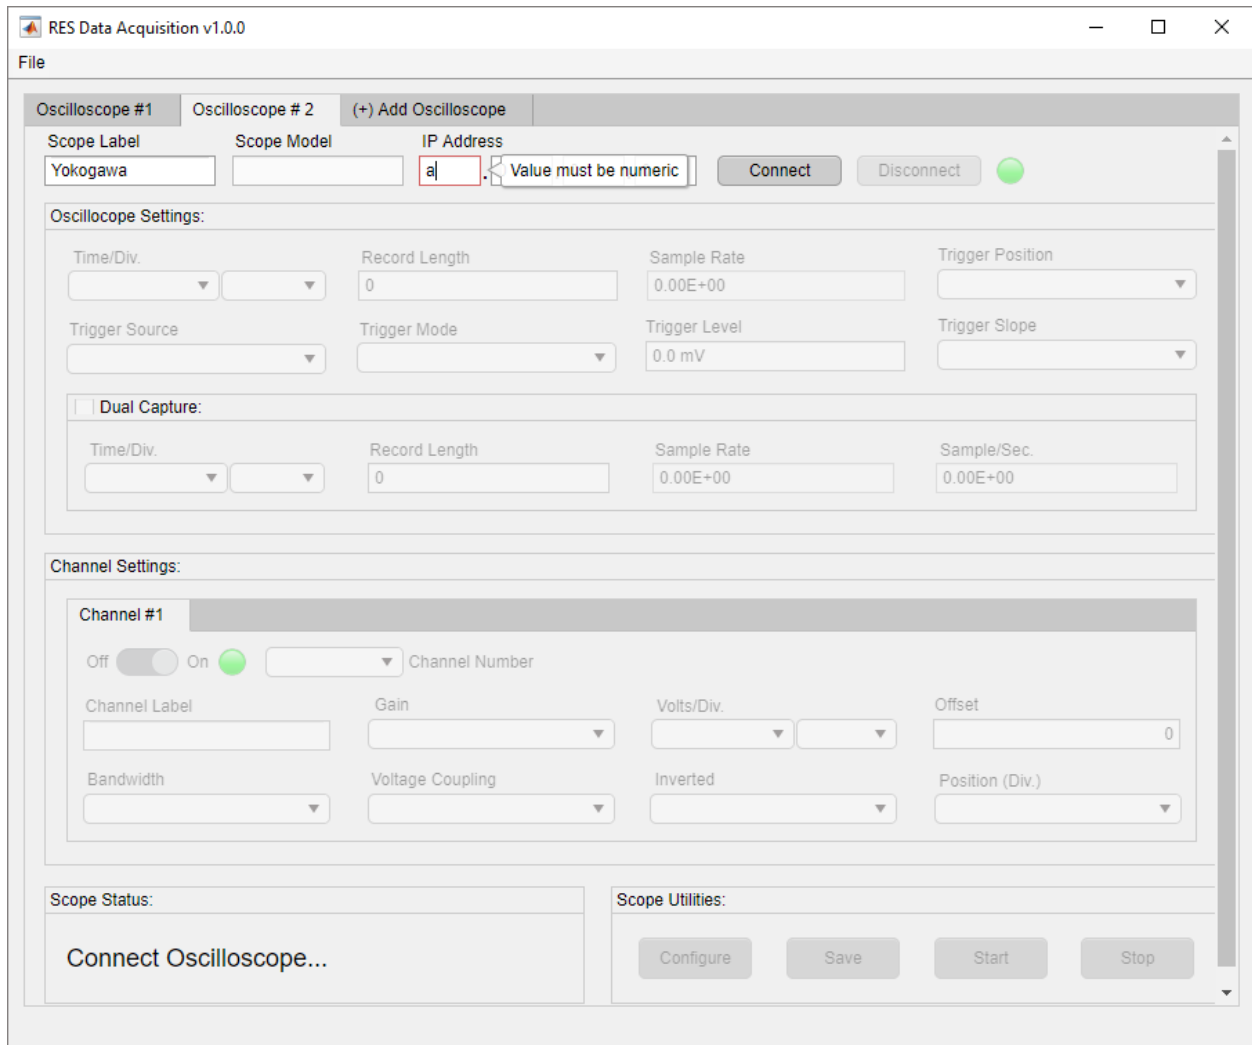 RES Data Acquisition v1.0.0
File
Oscilloscope #1 Oscilloscope # 2 (+) Add Oscilloscope
Scope Label Scope Model IP Address
Yokogawa a . Value must be numeric Connect Disconnect
Oscillocope Settings:
Time/Div. Record Length Sample Rate Trigger Position
0 0.00E+00
Trigger Source Trigger Mode Trigger Level Trigger Slope
0.0 mV
Dual Capture:
Time/Div. Record Length Sample Rate Sample/Sec.
0 0.00E+00 0.00E+00
Channel Settings:
Channel #1
Off On Channel Number
Channel Label Gain Volts/Div. Offset
0
Bandwidth Voltage Coupling Inverted Position (Div.)
Scope Status: Scope Utilities:
Connect Oscilloscope... Configure Save Start Stop